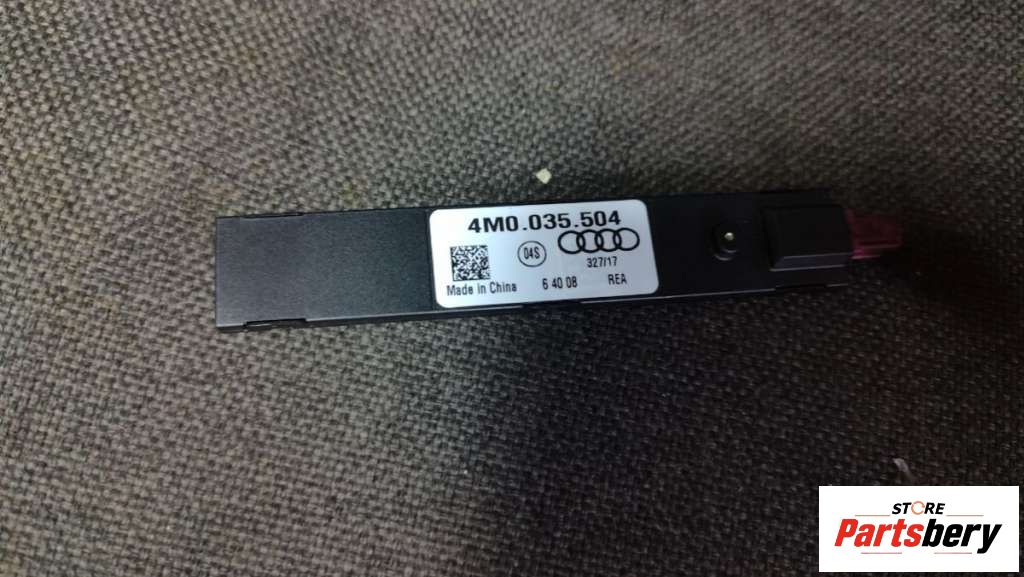 4M0.035.504
04S
327/17
Made in China
6 40 08
REA
STORE
Partsbery